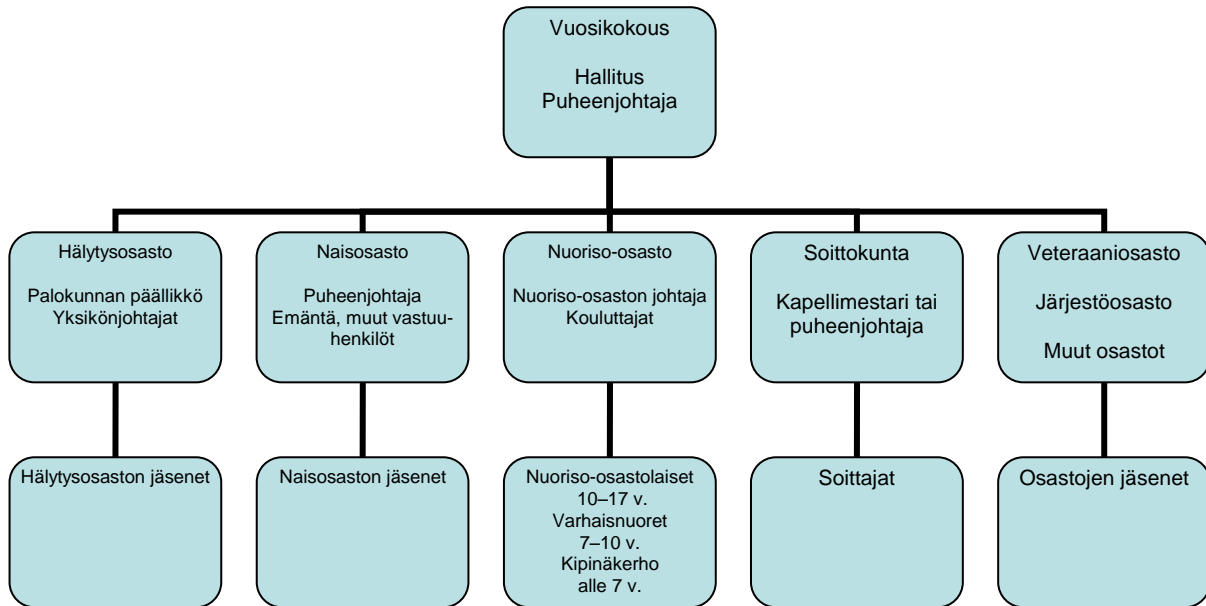 Vuosikokous
Hallitus
Puheenjohtaja
Hälytysosasto
Palokunnan päällikkö
Yksikönjohtajat
Naisosasto
Puheenjohtaja
Emäntä, muut vastuu-
henkilöt
Nuoriso-osasto
Nuoriso-osaston johtaja
Kouluttajat
Soittokunta
Kapellimestari tai
puheenjohtaja
Veteraaniosasto
Järjestöosasto
Muut osastot
Hälytysosaston jäsenet
Naisosaston jäsenet
Nuoriso-osastolaiset
10–17 v.
Varhaisnuoret
7–10 v.
Kipinäkerho
alle 7 v.
Soittajat
Osastojen jäsenet